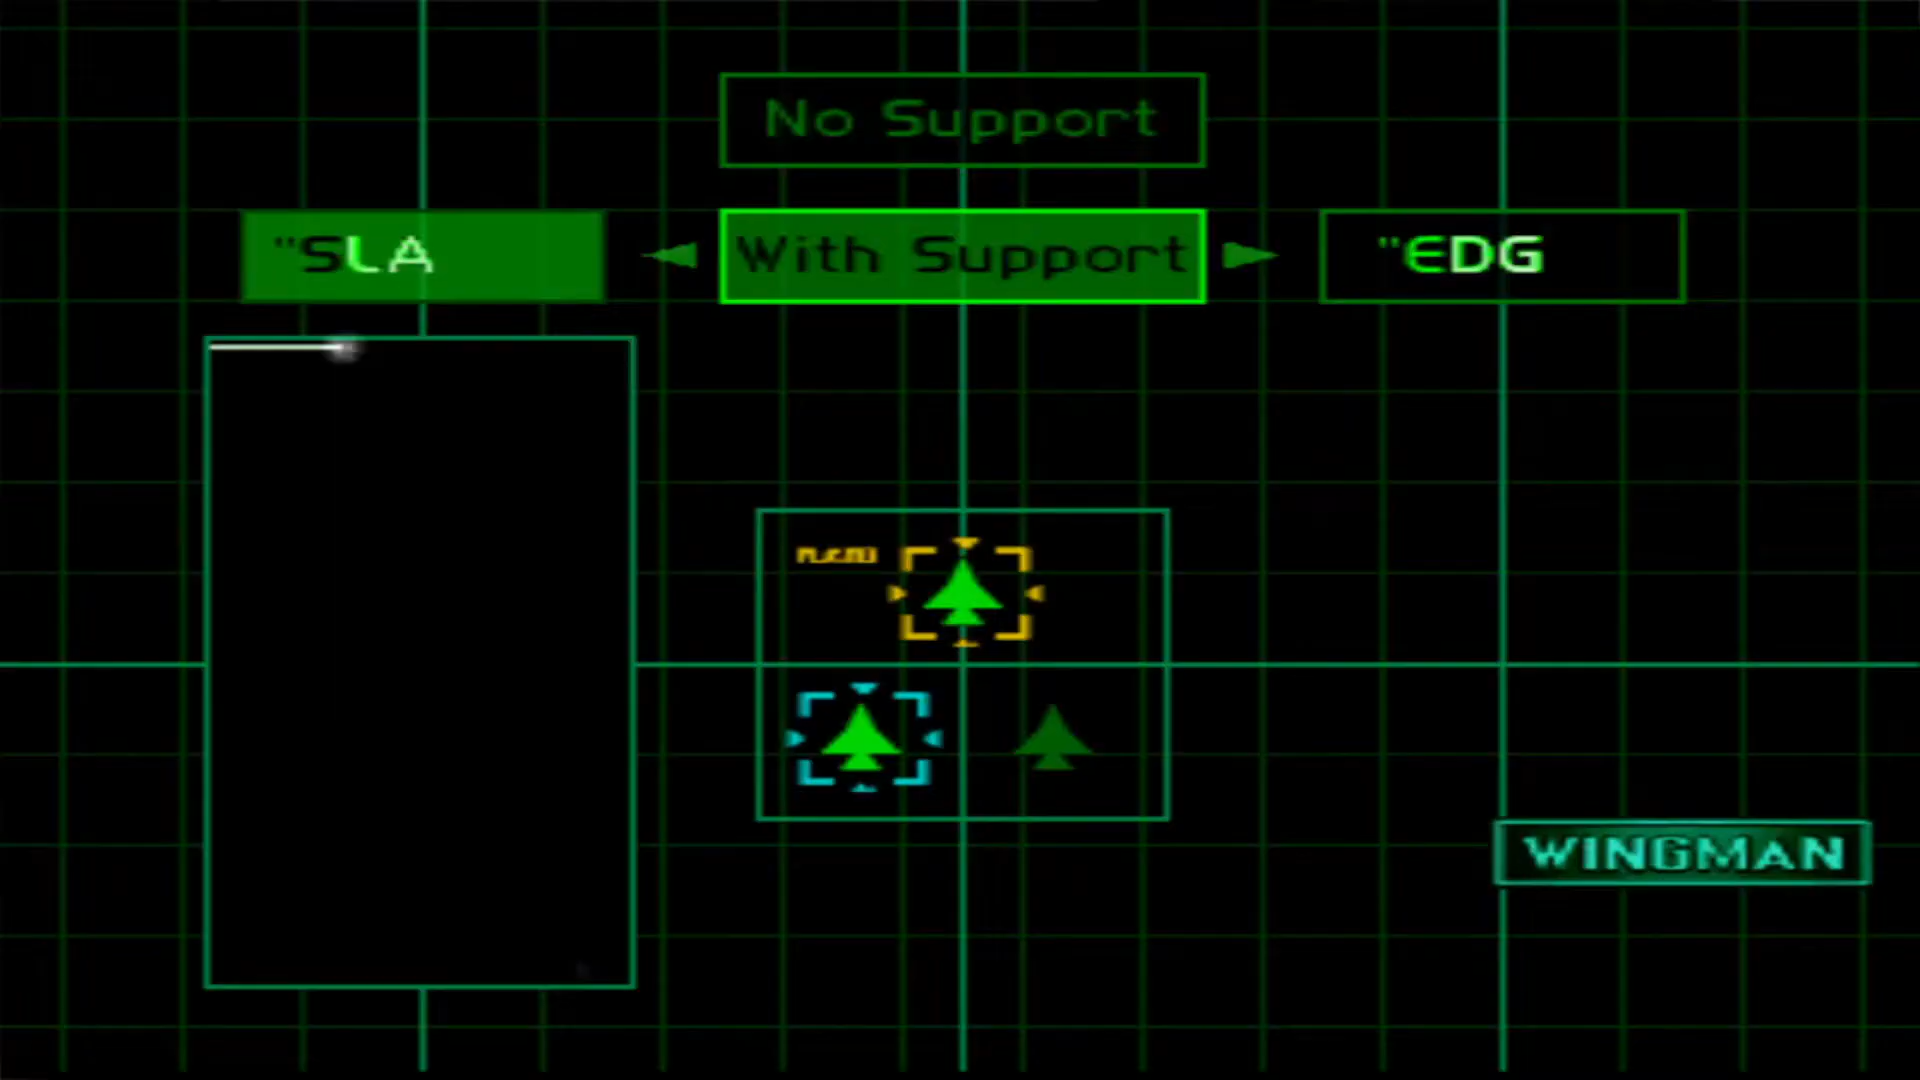 No Support
"SLA
With Support
"EDG
WINGMAN